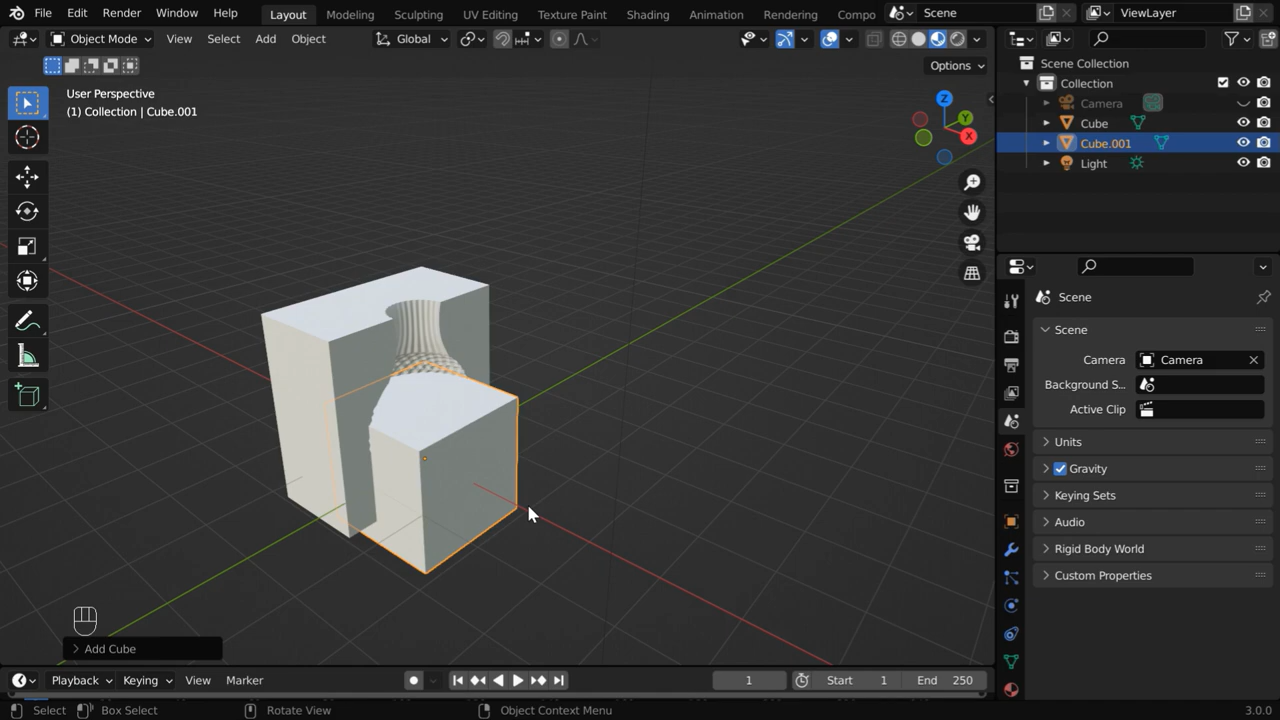 File Edit Render Window Help Layout Modeling Sculpting UV Editing Texture Paint Shading Animation Rendering Compo Scene ViewLayer
Object Mode View Select Add Object Global
Options
User Perspective
(1) Collection | Cube.001
Z
Y
X
Add Cube
Playback Keying View Marker 1 Start 1 End 250
Select Box Select Rotate View Object Context Menu 3.0.0
Scene Collection
Collection
Camera
Cube
Cube.001
Light
Scene
Scene
Camera Camera
Background S...
Active Clip
Units
Gravity
Keying Sets
Audio
Rigid Body World
Custom Properties